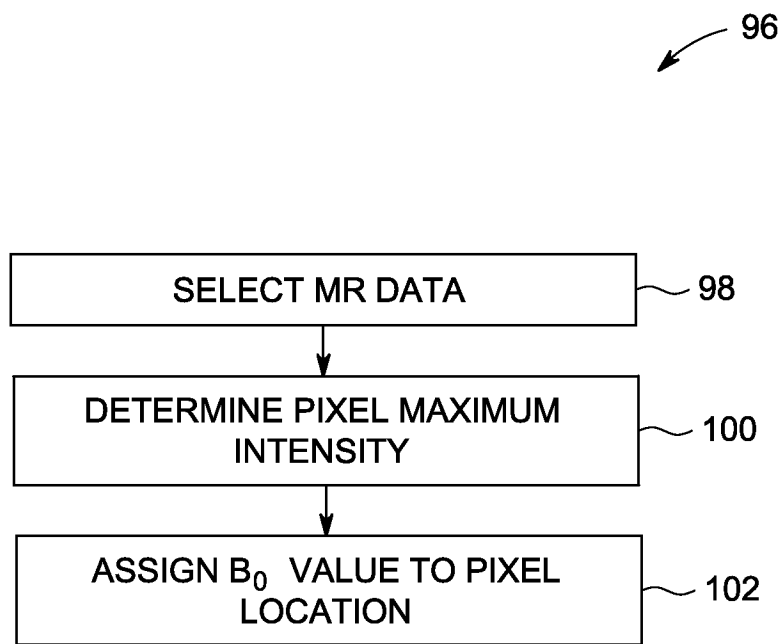 96
SELECT MR DATA
98
DETERMINE PIXEL MAXIMUM
INTENSITY
100
ASSIGN B₀ VALUE TO PIXEL
LOCATION
102